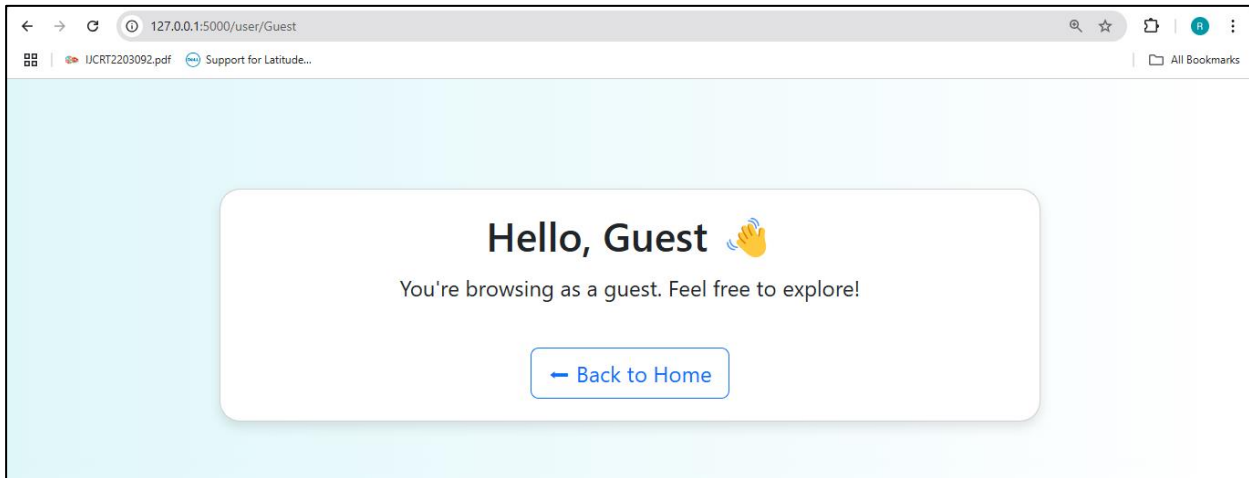 127.0.0.1:5000/user/Guest
R
IJCRT2203092.pdf
DELL
Support for Latitude...
All Bookmarks
Hello, Guest 👋
You're browsing as a guest. Feel free to explore!
⬅ Back to Home